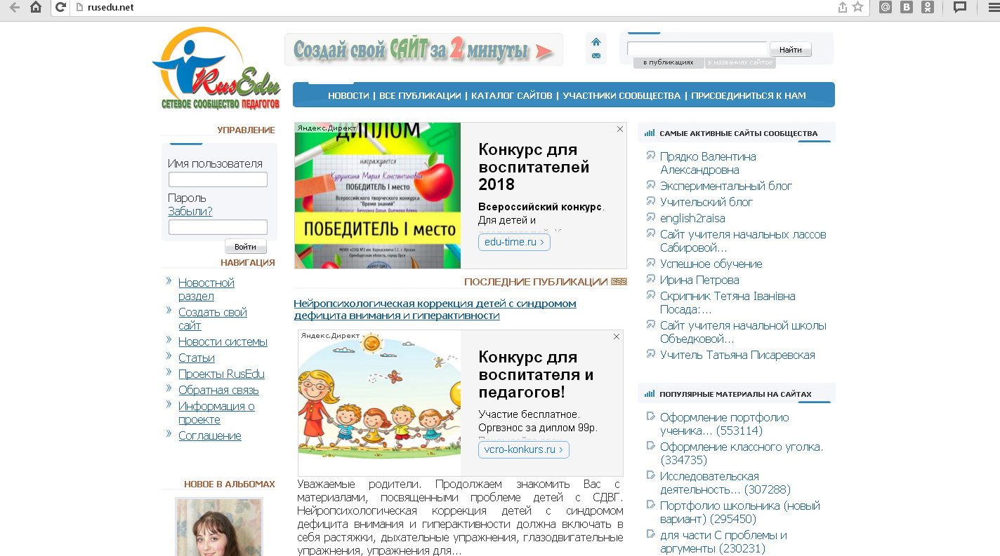 rusedu.net
Создай свой САЙТ за 2 минуты
Найти
в публикациях
в названиях сайтов
RusEdu
СЕТЕВОЕ СООБЩЕСТВО ПЕДАГОГОВ
НОВОСТИ | ВСЕ ПУБЛИКАЦИИ | КАТАЛОГ САЙТОВ | УЧАСТНИКИ СООБЩЕСТВА | ПРИСОЕДИНИТЬСЯ К НАМ
УПРАВЛЕНИЕ
Имя пользователя
Пароль
Забыли?
Войти
НАВИГАЦИЯ
Новостной
раздел
Создать свой
сайт
Новости системы
Статьи
Проекты RusEdu
Обратная связь
Информация о
проекте
Соглашение
НОВОЕ В АЛЬБОМАХ
Яндекс.Директ
ДИПЛОМ
награждается
Курушкина Мария Константиновна
ПОБЕДИТЕЛЬ I место
Всероссийского творческого конкурса
"Время знаний"
ПОБЕДИТЕЛЬ I место
Конкурс для
воспитателей
2018
Всероссийский конкурс.
Для детей и
edu-time.ru
ПОСЛЕДНИЕ ПУБЛИКАЦИИ RSS
Нейропсихологическая коррекция детей с синдромом
дефицита внимания и гиперактивности
Яндекс.Директ
Конкурс для
воспитателя и
педагогов!
Участие бесплатное.
Оргвзнос за диплом 99р.
vcro-konkurs.ru
Уважаемые родители. Продолжаем знакомить Вас с
материалами, посвященными проблеме детей с СДВГ.
Нейропсихологическая коррекция детей с синдромом
дефицита внимания и гиперактивности должна включать в
себя растяжки, дыхательные упражнения, глазодвигательные
упражнения, упражнения для...
САМЫЕ АКТИВНЫЕ САЙТЫ СООБЩЕСТВА
Прядко Валентина
Александровна
Экспериментальный блог
Учительский блог
english2raisa
Сайт учителя начальных лассов
Сабировой...
Успешное обучение
Ирина Петрова
Скрипник Тетяна Іванівна
Посада:...
Сайт учителя начальной школы
Объедковой...
Учитель Татьяна Писаревская
ПОПУЛЯРНЫЕ МАТЕРИАЛЫ НА САЙТАХ
Оформление портфолио
ученика... (553114)
Оформление классного уголка.
(334735)
Исследовательская
деятельность... (307288)
Портфолио школьника (новый
вариант) (295450)
для части С проблемы и
аргументы (230231)